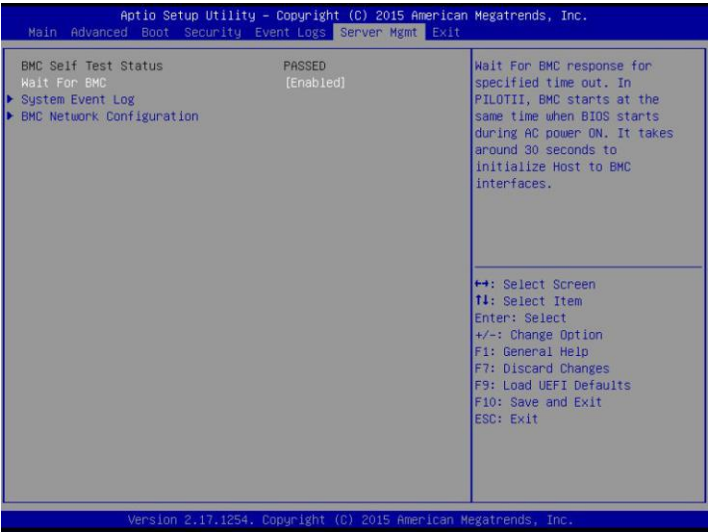 Aptio Setup Utility – Copyright (C) 2015 American Megatrends, Inc.
Main Advanced Boot Security Event Logs Server Mgmt Exit
BMC Self Test Status PASSED
Wait For BMC [Enabled]
System Event Log
BMC Network Configuration
Wait For BMC response for
specified time out. In
PILOTII, BMC starts at the
same time when BIOS starts
during AC power ON. It takes
around 30 seconds to
initialize Host to BMC
interfaces.
↔: Select Screen
↑↓: Select Item
Enter: Select
+/-: Change Option
F1: General Help
F7: Discard Changes
F9: Load UEFI Defaults
F10: Save and Exit
ESC: Exit
Version 2.17.1254. Copyright (C) 2015 American Megatrends, Inc.